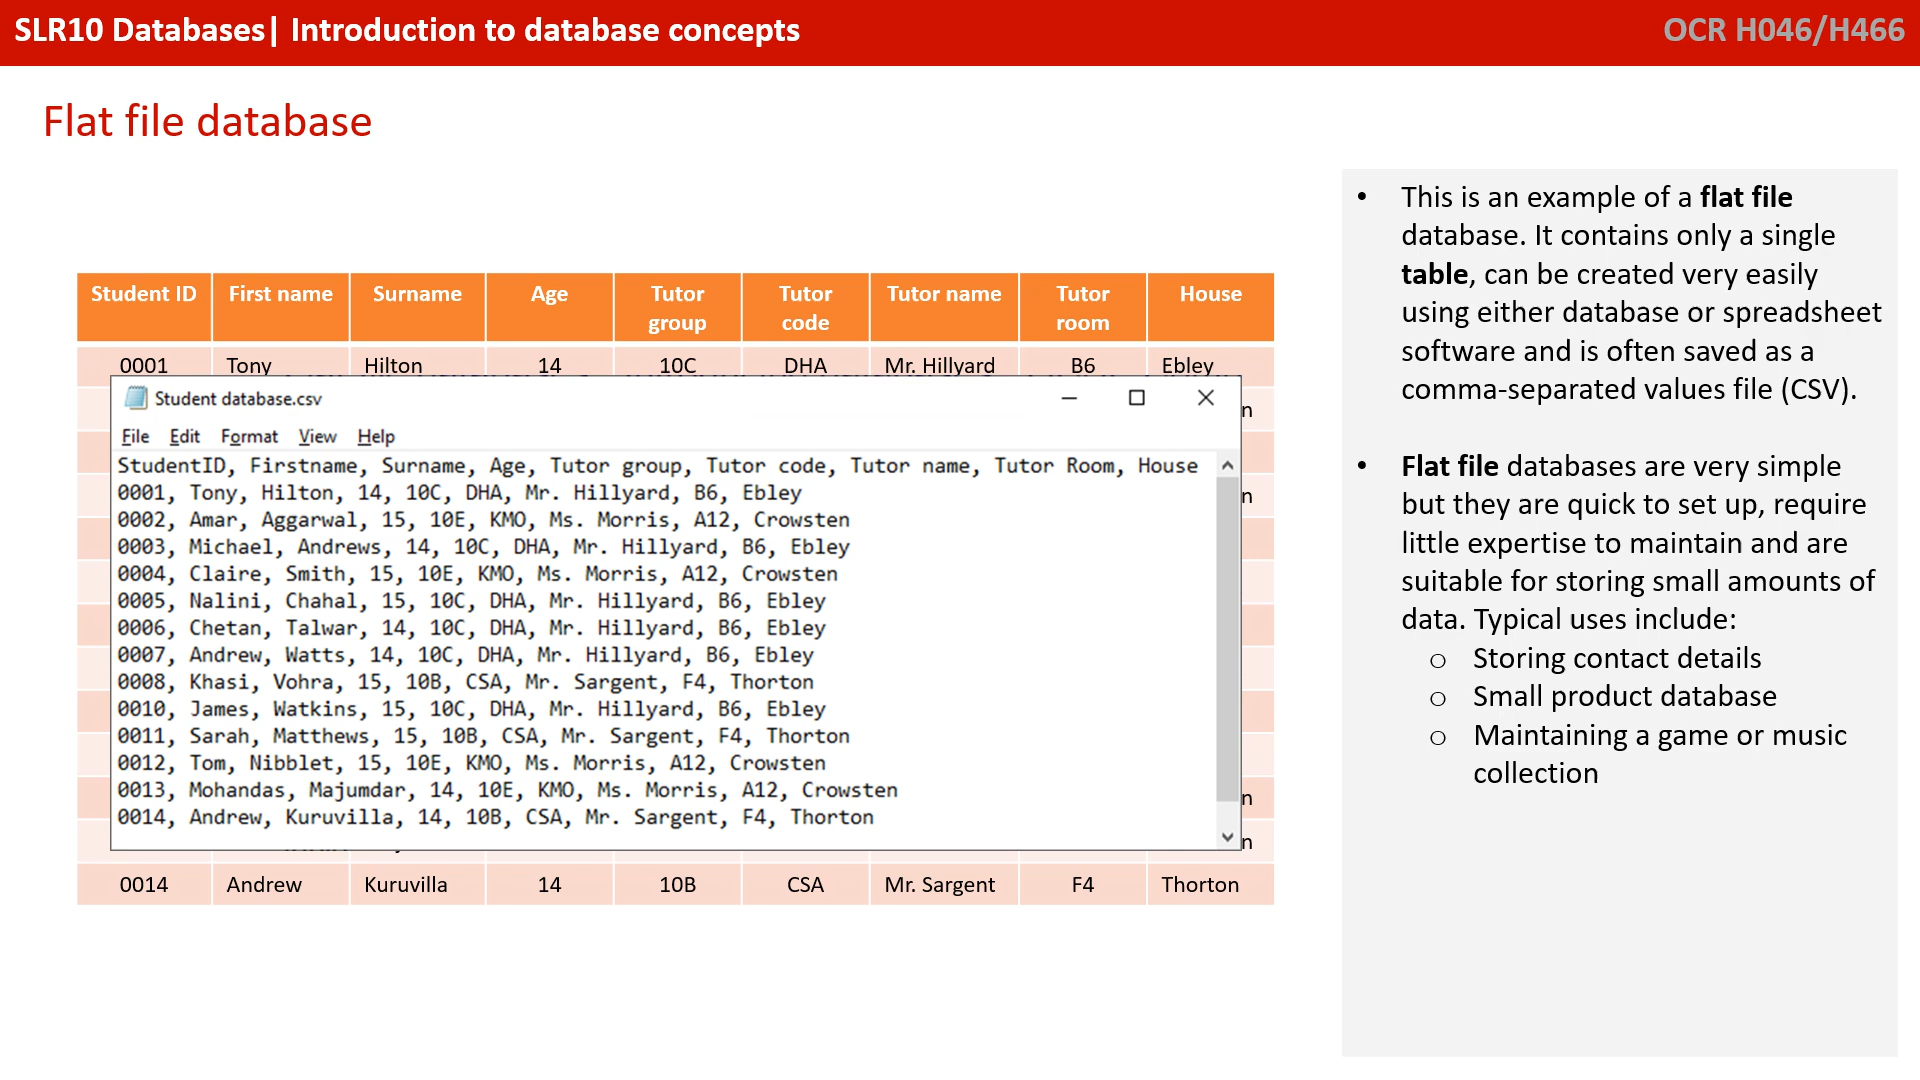 SLR10 Databases| Introduction to database concepts
OCR H046/H466
Flat file database
Student ID First name Surname Age Tutor group Tutor code Tutor name Tutor room House
0001 Tony Hilton 14 10C DHA Mr. Hillyard B6 Ebley
Student database.csv
File Edit Format View Help
StudentID, Firstname, Surname, Age, Tutor group, Tutor code, Tutor name, Tutor Room, House
0001, Tony, Hilton, 14, 10C, DHA, Mr. Hillyard, B6, Ebley
0002, Amar, Aggarwal, 15, 10E, KMO, Ms. Morris, A12, Crowsten
0003, Michael, Andrews, 14, 10C, DHA, Mr. Hillyard, B6, Ebley
0004, Claire, Smith, 15, 10E, KMO, Ms. Morris, A12, Crowsten
0005, Nalini, Chahal, 15, 10C, DHA, Mr. Hillyard, B6, Ebley
0006, Chetan, Talwar, 14, 10C, DHA, Mr. Hillyard, B6, Ebley
0007, Andrew, Watts, 14, 10C, DHA, Mr. Hillyard, B6, Ebley
0008, Khasi, Vohra, 15, 10B, CSA, Mr. Sargent, F4, Thorton
0010, James, Watkins, 15, 10C, DHA, Mr. Hillyard, B6, Ebley
0011, Sarah, Matthews, 15, 10B, CSA, Mr. Sargent, F4, Thorton
0012, Tom, Nibblet, 15, 10E, KMO, Ms. Morris, A12, Crowsten
0013, Mohandas, Majumdar, 14, 10E, KMO, Ms. Morris, A12, Crowsten
0014, Andrew, Kuruvilla, 14, 10B, CSA, Mr. Sargent, F4, Thorton
0014 Andrew Kuruvilla 14 10B CSA Mr. Sargent F4 Thorton
• This is an example of a flat file
database. It contains only a single
table, can be created very easily
using either database or spreadsheet
software and is often saved as a
comma-separated values file (CSV).
• Flat file databases are very simple
but they are quick to set up, require
little expertise to maintain and are
suitable for storing small amounts of
data. Typical uses include:
o Storing contact details
o Small product database
o Maintaining a game or music
collection